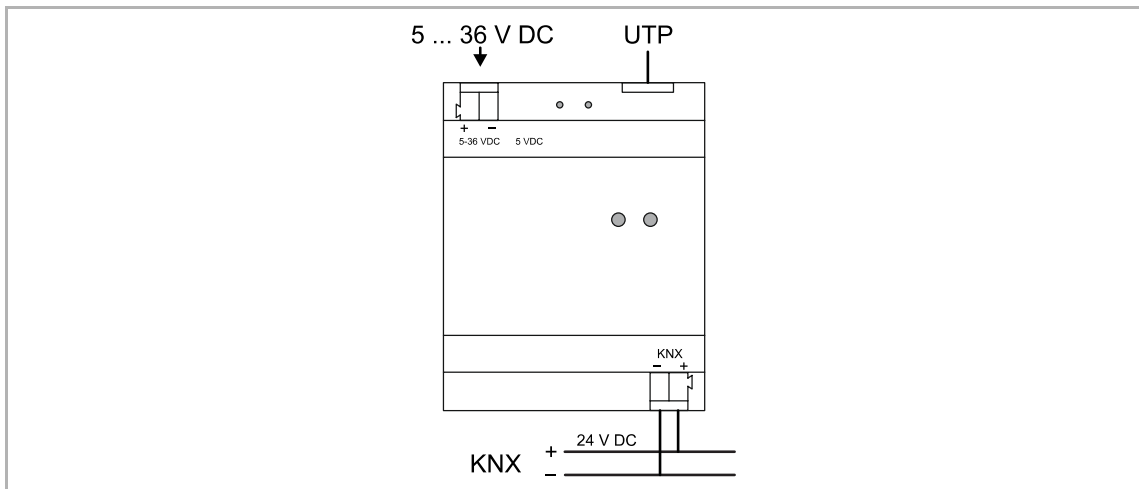 5 ... 36 V DC UTP
+ −
5-36 VDC 5 VDC
KNX
− +
+ 24 V DC
KNX
−